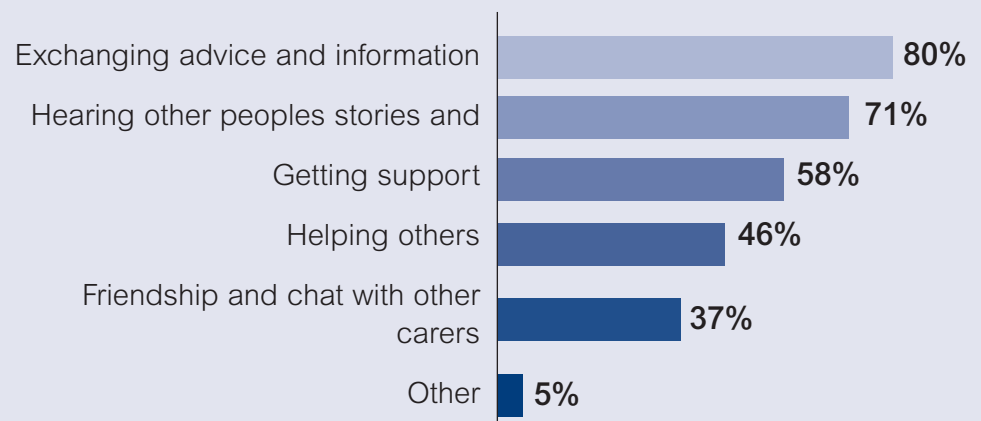 Exchanging advice and information 80%
Hearing other peoples stories and 71%
Getting support 58%
Helping others 46%
Friendship and chat with other
carers 37%
Other 5%